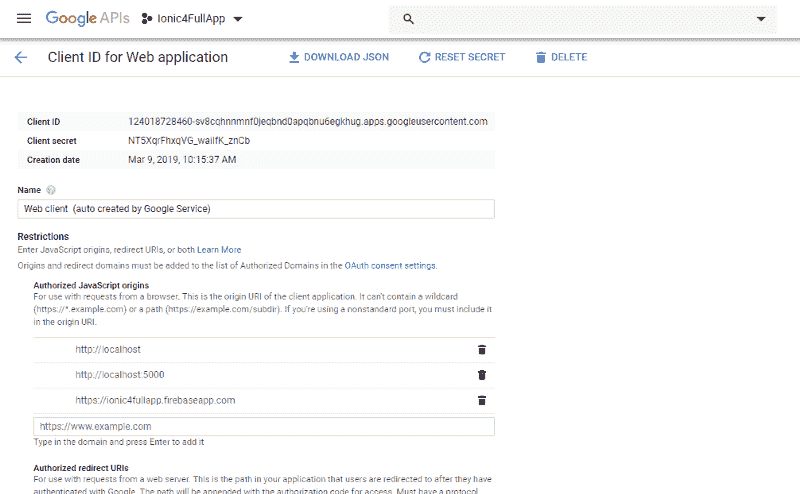 Google APIs Ionic4FullApp
Client ID for Web application DOWNLOAD JSON RESET SECRET DELETE
Client ID 124018728460-sv8cqhnnmnf0jeqbnd0apqbnu6egkhug.apps.googleusercontent.com
Client secret NT5XqrFhxqVG_waiIfK_znCb
Creation date Mar 9, 2019, 10:15:37 AM
Name
Web client (auto created by Google Service)
Restrictions
Enter JavaScript origins, redirect URIs, or both Learn More
Origins and redirect domains must be added to the list of Authorized Domains in the OAuth consent settings.
Authorized JavaScript origins
For use with requests from a browser. This is the origin URI of the client application. It can't contain a wildcard
(https://*.example.com) or a path (https://example.com/subdir). If you're using a nonstandard port, you must include it
in the origin URI.
http://localhost
http://localhost:5000
https://ionic4fullapp.firebaseapp.com
https://www.example.com
Type in the domain and press Enter to add it
Authorized redirect URIs
For use with requests from a web server. This is the path in your application that users are redirected to after they have
authenticated with Google. The path will be appended with the authorization code for access. Must have a protocol.